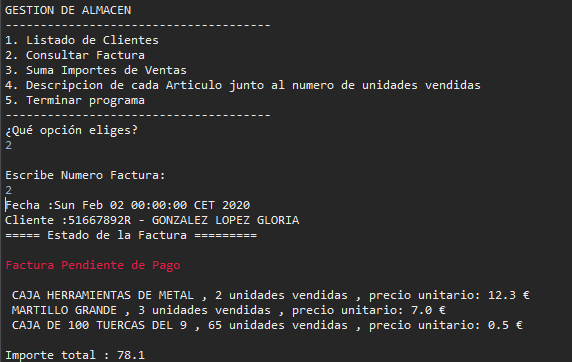 GESTION DE ALMACEN
--------------------------------------
1. Listado de Clientes
2. Consultar Factura
3. Suma Importes de Ventas
4. Descripcion de cada Articulo junto al numero de unidades vendidas
5. Terminar programa
--------------------------------------
¿Qué opción eliges?
2
Escribe Numero Factura:
2
Fecha :Sun Feb 02 00:00:00 CET 2020
Cliente :51667892R - GONZALEZ LOPEZ GLORIA
===== Estado de la Factura =========
Factura Pendiente de Pago
CAJA HERRAMIENTAS DE METAL , 2 unidades vendidas , precio unitario: 12.3 €
MARTILLO GRANDE , 3 unidades vendidas , precio unitario: 7.0 €
CAJA DE 100 TUERCAS DEL 9 , 65 unidades vendidas , precio unitario: 0.5 €
Importe total : 78.1